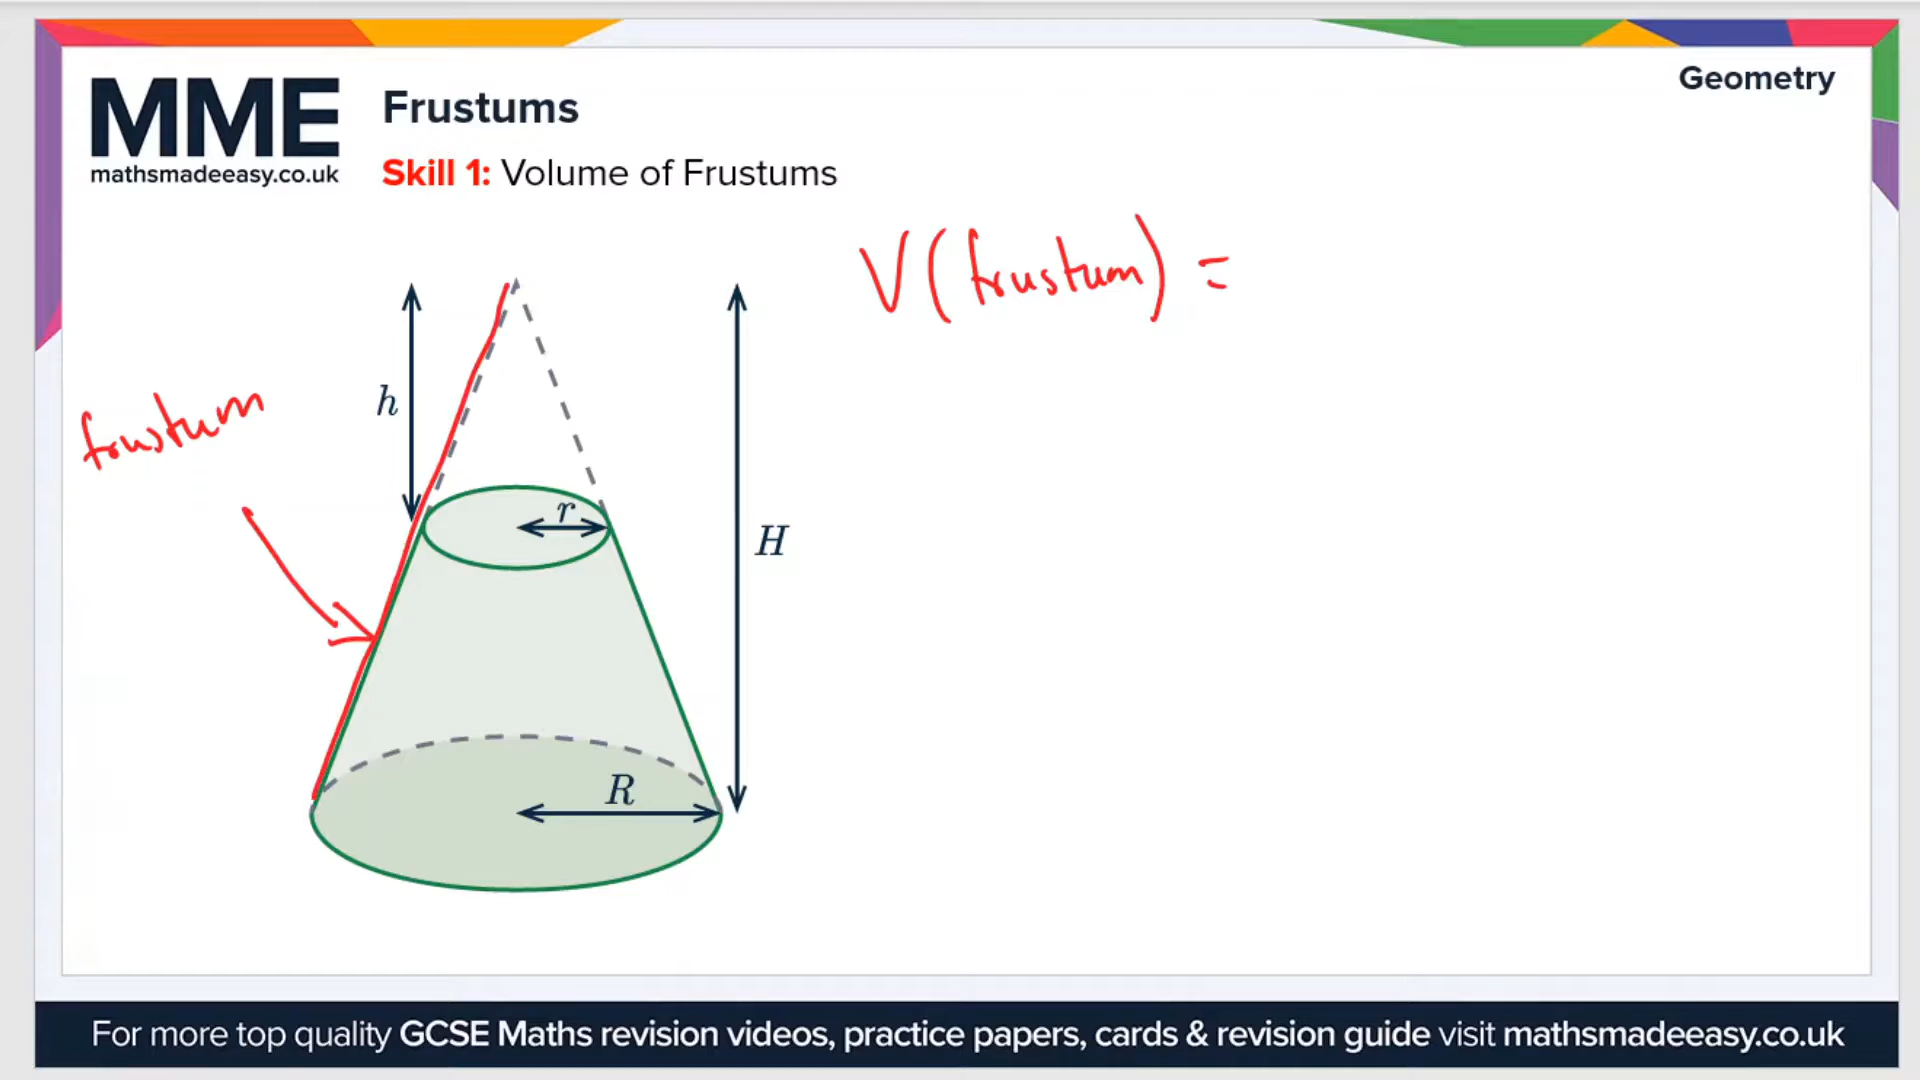 MME
mathsmadeeasy.co.uk
Frustums
Skill 1: Volume of Frustums
Geometry
V(frustum) =
frustum
h
r
H
R
For more top quality GCSE Maths revision videos, practice papers, cards & revision guide visit mathsmadeeasy.co.uk